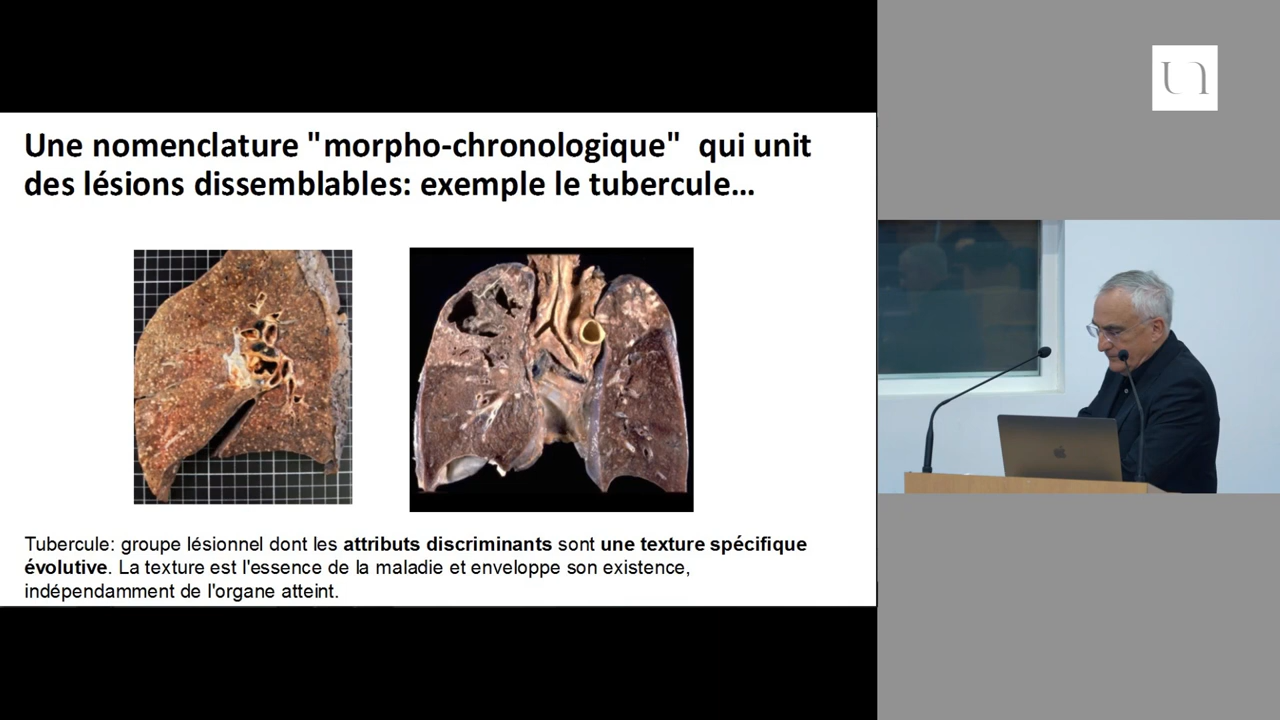 Une nomenclature "morpho-chronologique"  qui unit
des lésions dissemblables: exemple le tubercule...
Tubercule: groupe lésionnel dont les attributs discriminants sont une texture spécifique
évolutive. La texture est l'essence de la maladie et enveloppe son existence,
indépendamment de l'organe atteint.